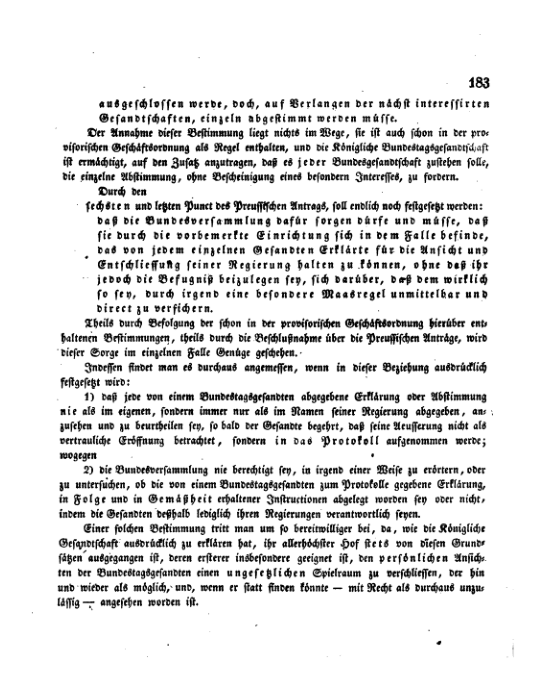 183
ausgeschlossen werde, doch, auf Verlangen der nächst interessirten
Gesandtschaften, einzeln abgestimmt werden müsse.
Der Annahme dieser Bestimmung liegt nichts im Wege, sie ist auch schon in der pro-
visorischen Geschäftsordnung als Regel enthalten, und die Königliche Bundestagsgesandtschaft
ist ermächtigt, auf den Zusatz anzutragen, daß es jeder Bundesgesandtschaft zustehen solle,
die einzelne Abstimmung, ohne Bescheinigung eines besondern Interesses, zu fordern.
Durch den
sechsten und letzten Punct des Preussischen Antrags, soll endlich noch festgesetzt werden:
daß die Bundesversammlung dafür sorgen dürfe und müsse, daß
sie durch die vorbemerkte Einrichtung sich in dem Falle befinde,
das von jedem einzelnen Gesandten Erklärte für die Ansicht und
Entschliessung seiner Regierung halten zu können, ohne daß ihr
jedoch die Befugniß beizulegen sey, sich darüber, daß dem wirklich
so sey, durch irgend eine besondere Maasregel unmittelbar und
direct zu versichern.
Theils durch Befolgung der schon in der provisorischen Geschäftsordnung hierüber ent-
haltenen Bestimmungen, theils durch die Beschlußnahme über die Preussischen Anträge, wird
dieser Sorge im einzelnen Falle Genüge geschehen.
Indessen findet man es durchaus angemessen, wenn in dieser Beziehung ausdrücklich
festgesetzt wird:
1) daß jede von einem Bundestagsgesandten abgegebene Erklärung oder Abstimmung
nie als im eigenen, sondern immer nur als im Namen seiner Regierung abgegeben, an-
zusehen und zu beurtheilen sey, so bald der Gesandte begehrt, daß seine Aeusserung nicht als
vertrauliche Eröffnung betrachtet, sondern in das Protokoll aufgenommen werde;
wogegen
2) die Bundesversammlung nie berechtigt sey, in irgend einer Weise zu erörtern, oder
zu untersuchen, ob die von einem Bundestagsgesandten zum Protokolle gegebene Erklärung,
in Folge und in Gemäßheit erhaltener Instructionen abgelegt worden sey oder nicht,
indem die Gesandten deßhalb lediglich ihren Regierungen verantwortlich seyen.
Einer solchen Bestimmung tritt man um so bereitwilliger bei, da, wie die Königliche
Gesandtschaft ausdrücklich zu erklären hat, ihr allerhöchster Hof stets von diesen Grund-
sätzen ausgegangen ist, deren ersterer insbesondere geeignet ist, den persönlichen Ansich-
ten der Bundestagsgesandten einen ungesetzlichen Spielraum zu verschliessen, der hin
und wieder als möglich, und, wenn er statt finden könnte — mit Recht als durchaus unzu-
lässig — angesehen worden ist.